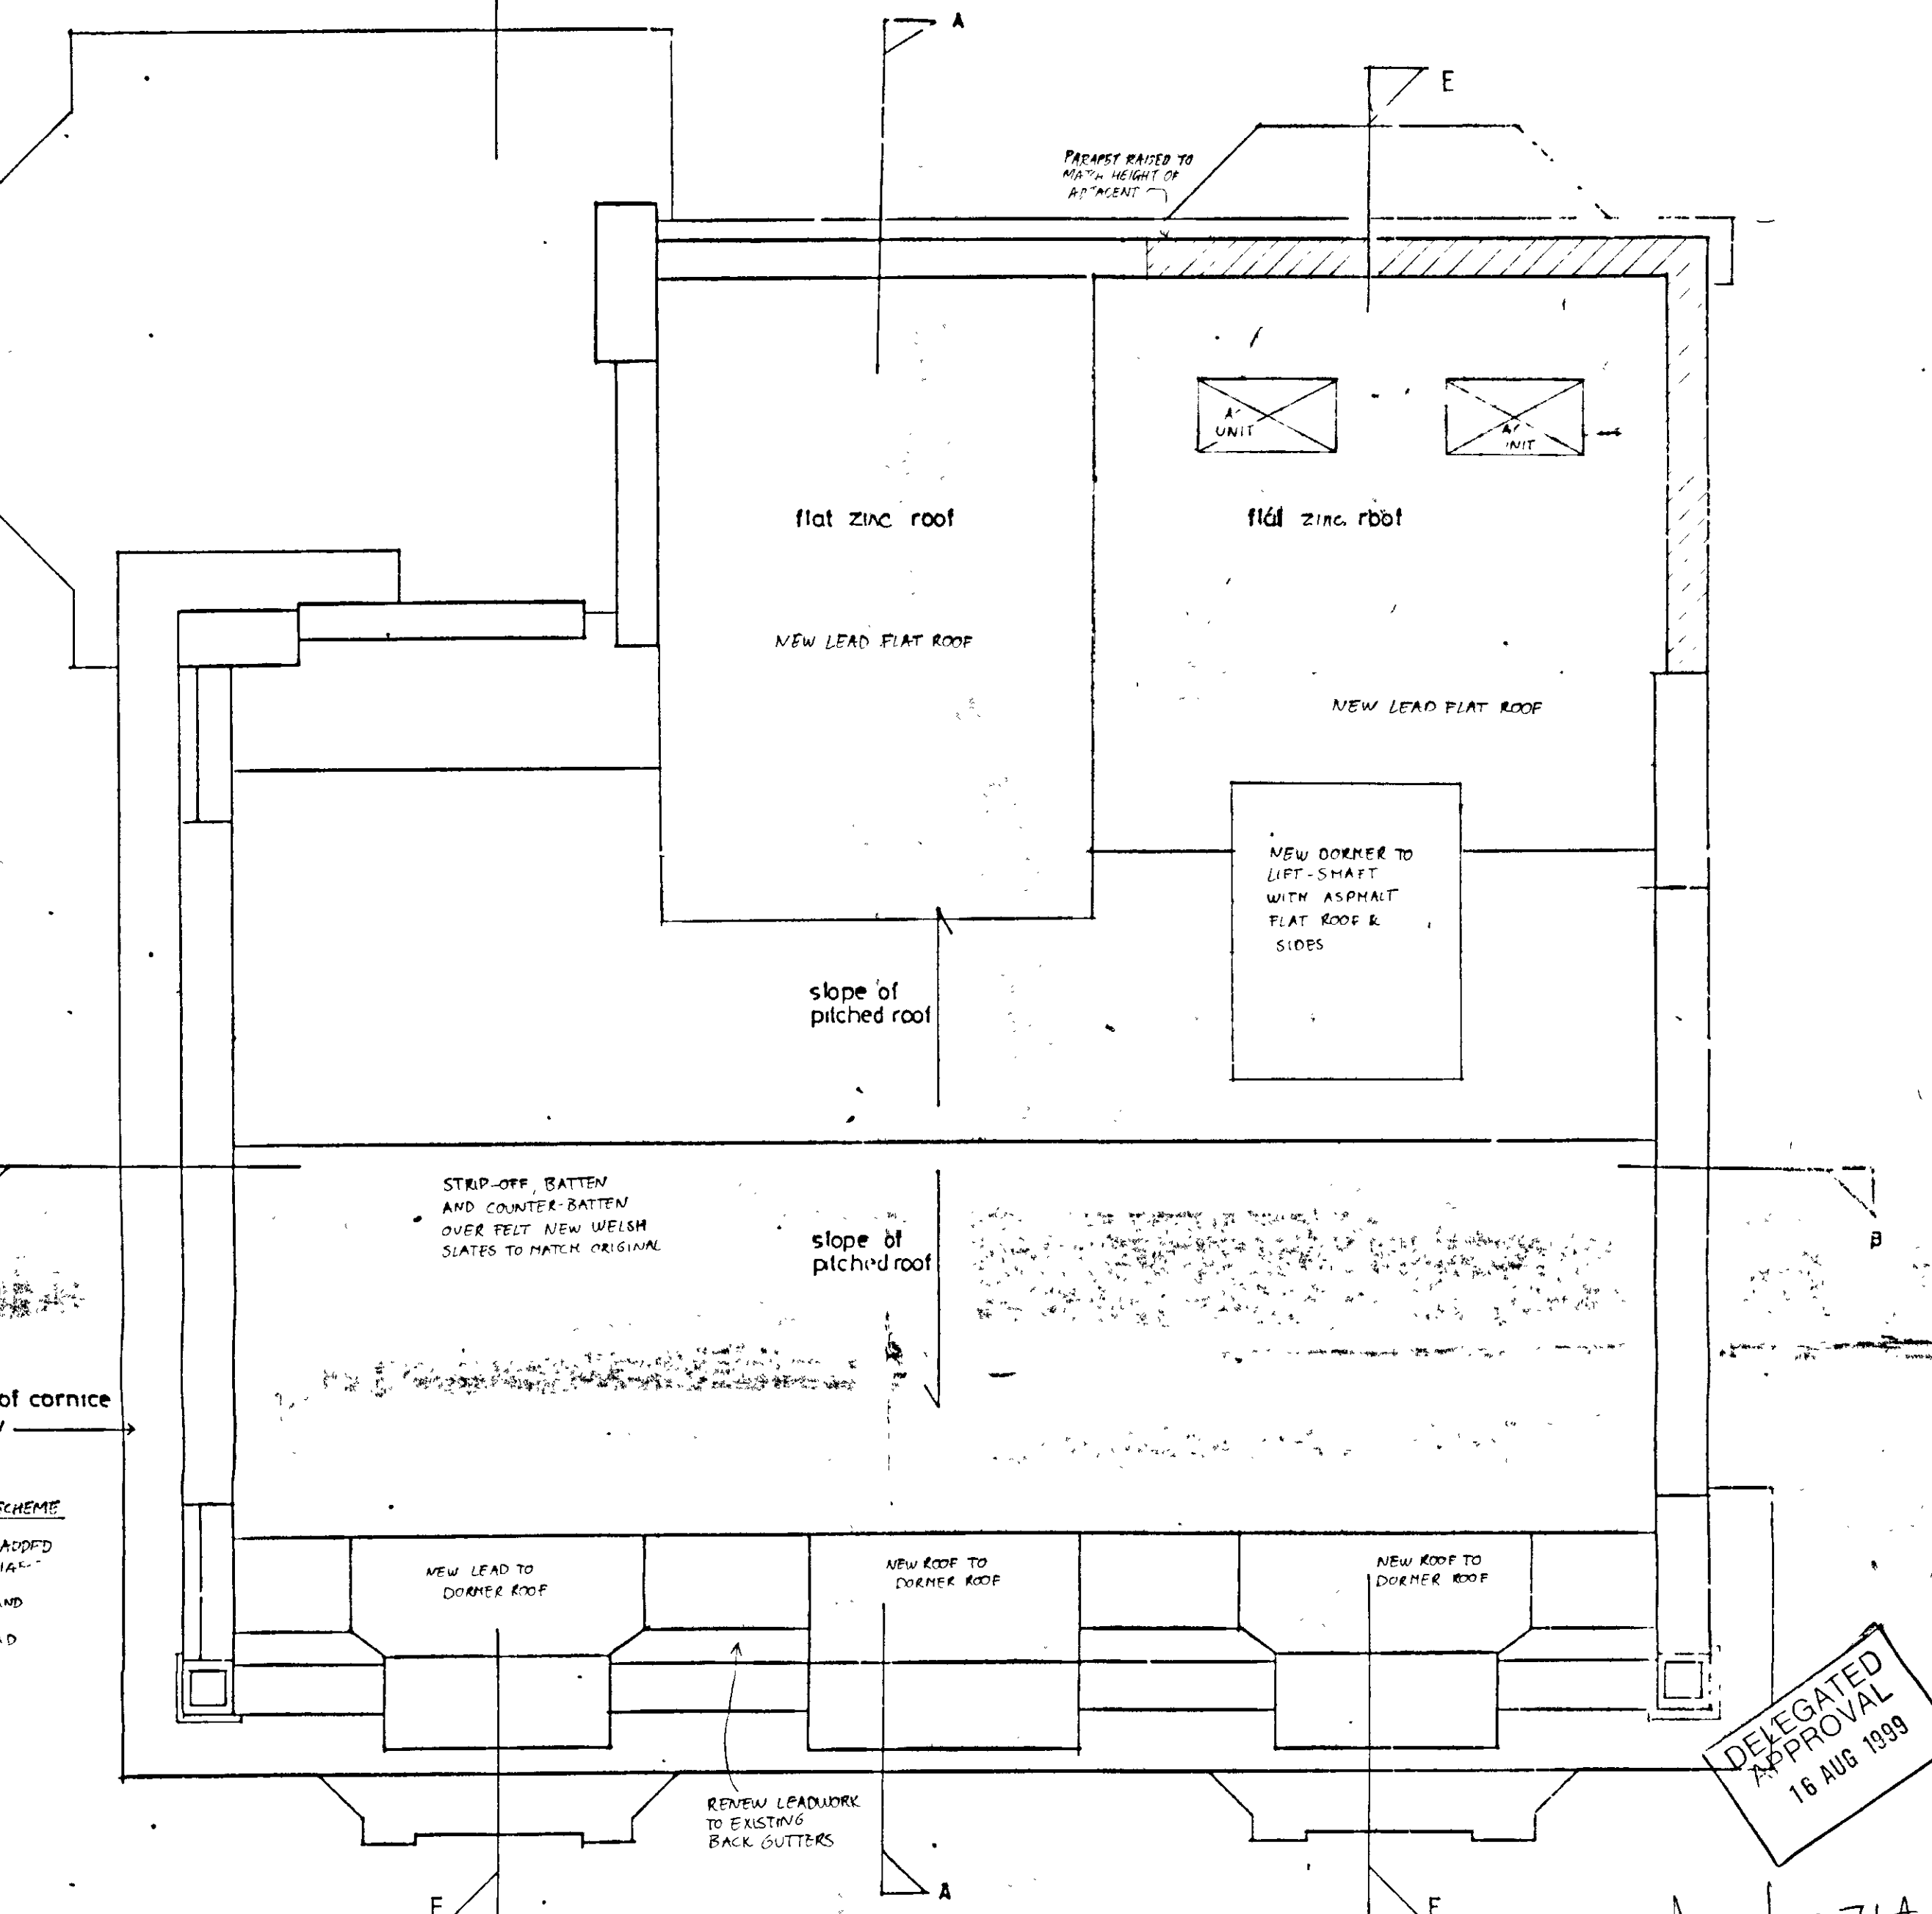 A
E
PARAPET RAISED TO
MATCH HEIGHT OF
ADJACENT
UNIT
flat zinc roof
flat zinc roof
NEW LEAD FLAT ROOF
NEW LEAD FLAT ROOF
NEW DORMER TO
LIFT-SHAFT
WITH ASPHALT
FLAT ROOF &
SIDES
slope of
pitched roof
STRIP-OFF, BATTEN
AND COUNTER-BATTEN
OVER FELT NEW WELSH
SLATES TO MATCH ORIGINAL
slope of
pitched roof
B
of cornice
SCHEME
ADDED
NEW LEAD TO
DORMER ROOF
NEW ROOF TO
DORMER ROOF
NEW ROOF TO
DORMER ROOF
RENEW LEADWORK
TO EXISTING
BACK GUTTERS
A
DELEGATED
APPROVAL
16 AUG 1999